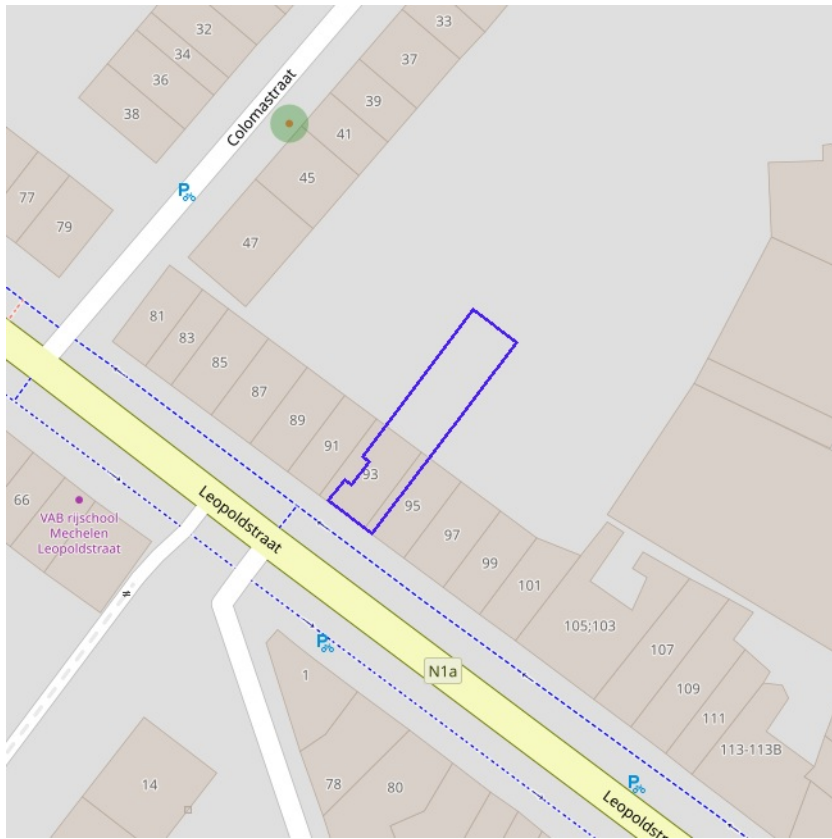 33
32
37
34
36
39
38
41
Colomastraat
45
P
77
79
47
81
83
85
87
89
91
93
95
66
VAB rijschool
Mechelen
Leopoldstraat
Leopoldstraat
97
99
101
105;103
107
P
N1a
1
109
111
113-113B
14
78
80
P
Leopoldstr